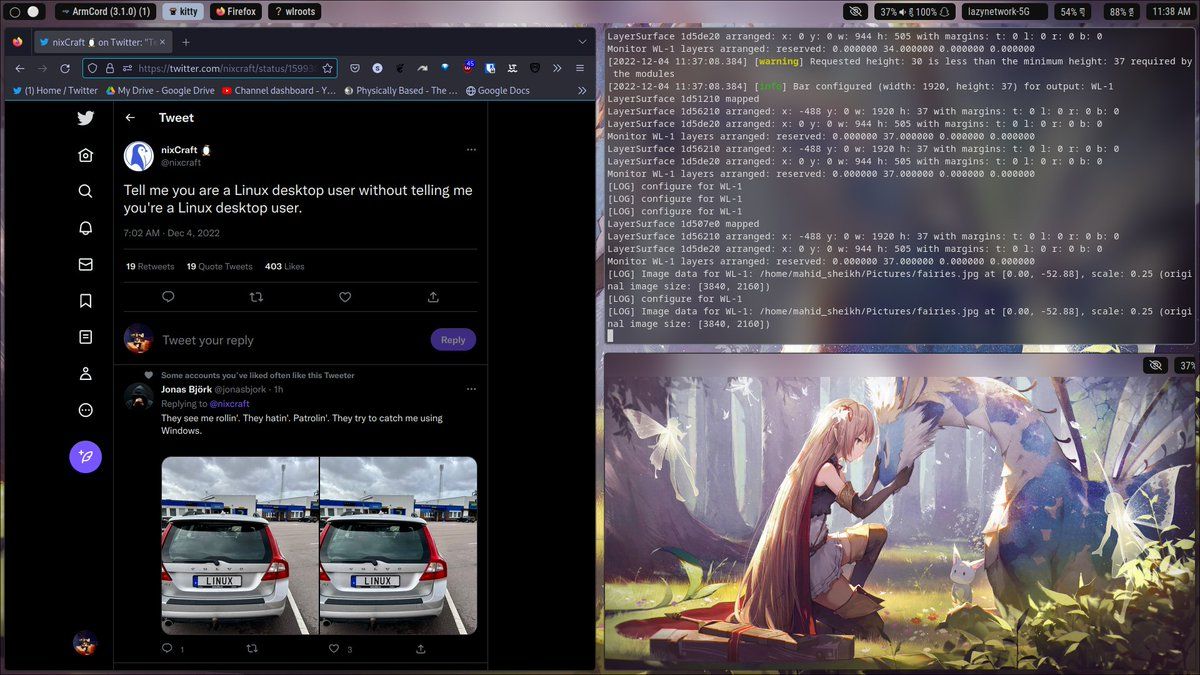 ArmCord (3.1.0) (1)
kitty
Firefox
? wlroots
37%
100%
lazynetwork-5G
54%
88%
11:38 AM
nixCraft 🐧 on Twitter: "Te
https://twitter.com/nixcraft/status/15993
45
(1) Home / Twitter
My Drive - Google Drive
Channel dashboard - Y…
Physically Based - The …
Google Docs
Tweet
nixCraft 🐧
@nixcraft
Tell me you are a Linux desktop user without telling me
you're a Linux desktop user.
7:02 AM · Dec 4, 2022
19 Retweets 19 Quote Tweets 403 Likes
Tweet your reply
Reply
Some accounts you've liked often like this Tweeter
Jonas Björk @jonasbjork · 1h
Replying to @nixcraft
They see me rollin'. They hatin'. Patrolin'. They try to catch me using
Windows.
VOLVO
LINUX
VOLVO
LINUX
1
3
LayerSurface 1d5de20 arranged: x: 0 y: 0 w: 944 h: 505 with margins: t: 0 l: 0 r: 0 b: 0
Monitor WL-1 layers arranged: reserved: 0.000000 34.000000 0.000000 0.000000
[2022-12-04 11:37:08.384] [warning] Requested height: 30 is less than the minimum height: 37 required by
the modules
[2022-12-04 11:37:08.384] [info] Bar configured (width: 1920, height: 37) for output: WL-1
LayerSurface 1d51210 mapped
LayerSurface 1d56210 arranged: x: -488 y: 0 w: 1920 h: 37 with margins: t: 0 l: 0 r: 0 b: 0
LayerSurface 1d5de20 arranged: x: 0 y: 0 w: 944 h: 505 with margins: t: 0 l: 0 r: 0 b: 0
Monitor WL-1 layers arranged: reserved: 0.000000 37.000000 0.000000 0.000000
LayerSurface 1d56210 arranged: x: -488 y: 0 w: 1920 h: 37 with margins: t: 0 l: 0 r: 0 b: 0
LayerSurface 1d5de20 arranged: x: 0 y: 0 w: 944 h: 505 with margins: t: 0 l: 0 r: 0 b: 0
Monitor WL-1 layers arranged: reserved: 0.000000 37.000000 0.000000 0.000000
[LOG] configure for WL-1
[LOG] configure for WL-1
[LOG] configure for WL-1
LayerSurface 1d507e0 mapped
LayerSurface 1d56210 arranged: x: -488 y: 0 w: 1920 h: 37 with margins: t: 0 l: 0 r: 0 b: 0
LayerSurface 1d5de20 arranged: x: 0 y: 0 w: 944 h: 505 with margins: t: 0 l: 0 r: 0 b: 0
Monitor WL-1 layers arranged: reserved: 0.000000 37.000000 0.000000 0.000000
[LOG] Image data for WL-1: /home/mahid_sheikh/Pictures/fairies.jpg at [0.00, -52.88], scale: 0.25 (origi
nal image size: [3840, 2160])
[LOG] configure for WL-1
[LOG] Image data for WL-1: /home/mahid_sheikh/Pictures/fairies.jpg at [0.00, -52.88], scale: 0.25 (origi
nal image size: [3840, 2160])
37%